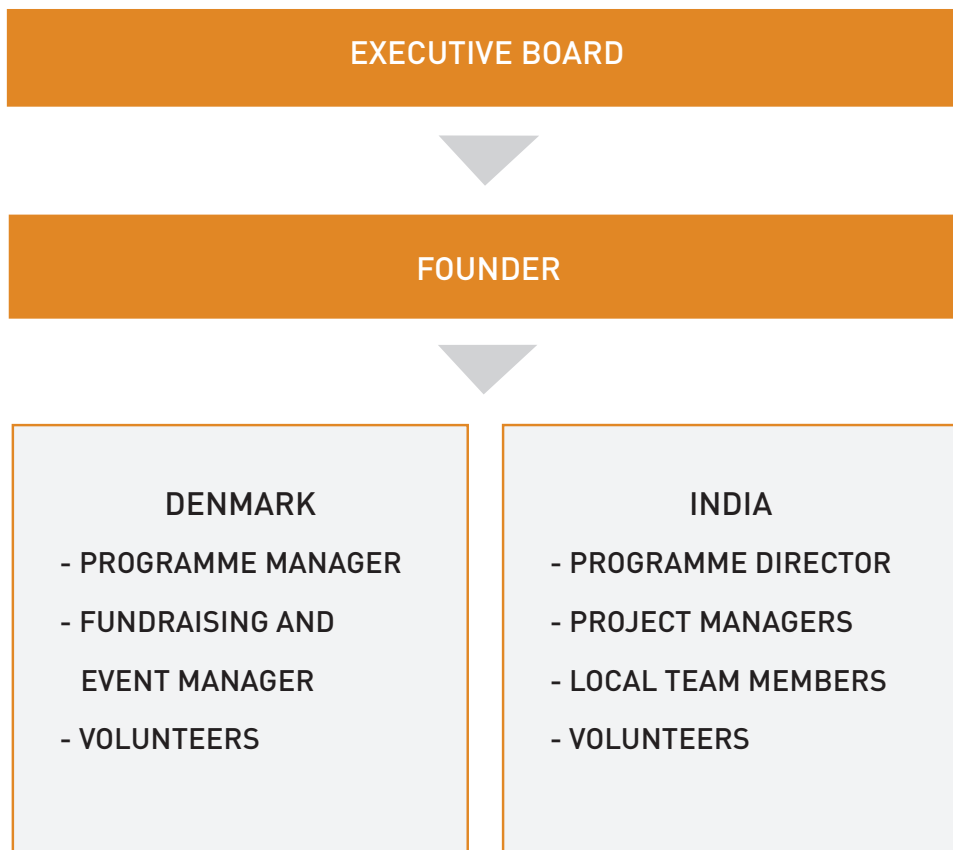 EXECUTIVE BOARD
FOUNDER
DENMARK
- PROGRAMME MANAGER
- FUNDRAISING AND
EVENT MANAGER
- VOLUNTEERS
INDIA
- PROGRAMME DIRECTOR
- PROJECT MANAGERS
- LOCAL TEAM MEMBERS
- VOLUNTEERS